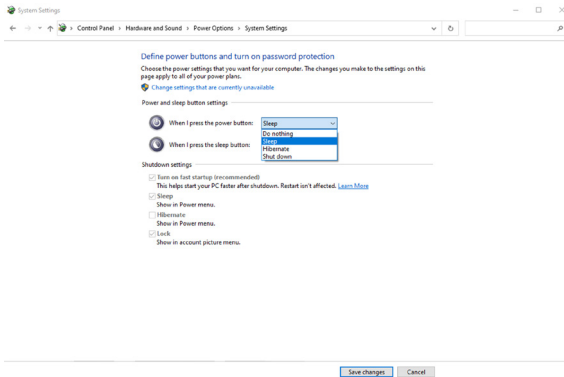 System Settings
Control Panel > Hardware and Sound > Power Options > System Settings
Define power buttons and turn on password protection
Choose the power settings that you want for your computer. The changes you make to the settings on this
page apply to all of your power plans.
Change settings that are currently unavailable
Power and sleep button settings
When I press the power button: Sleep
Do nothing
Sleep
When I press the sleep button: Hibernate
Shut down
Shutdown settings
Turn on fast startup (recommended)
This helps start your PC faster after shutdown. Restart isn't affected. Learn More
Sleep
Show in Power menu.
Hibernate
Show in Power menu.
Lock
Show in account picture menu.
Save changes Cancel